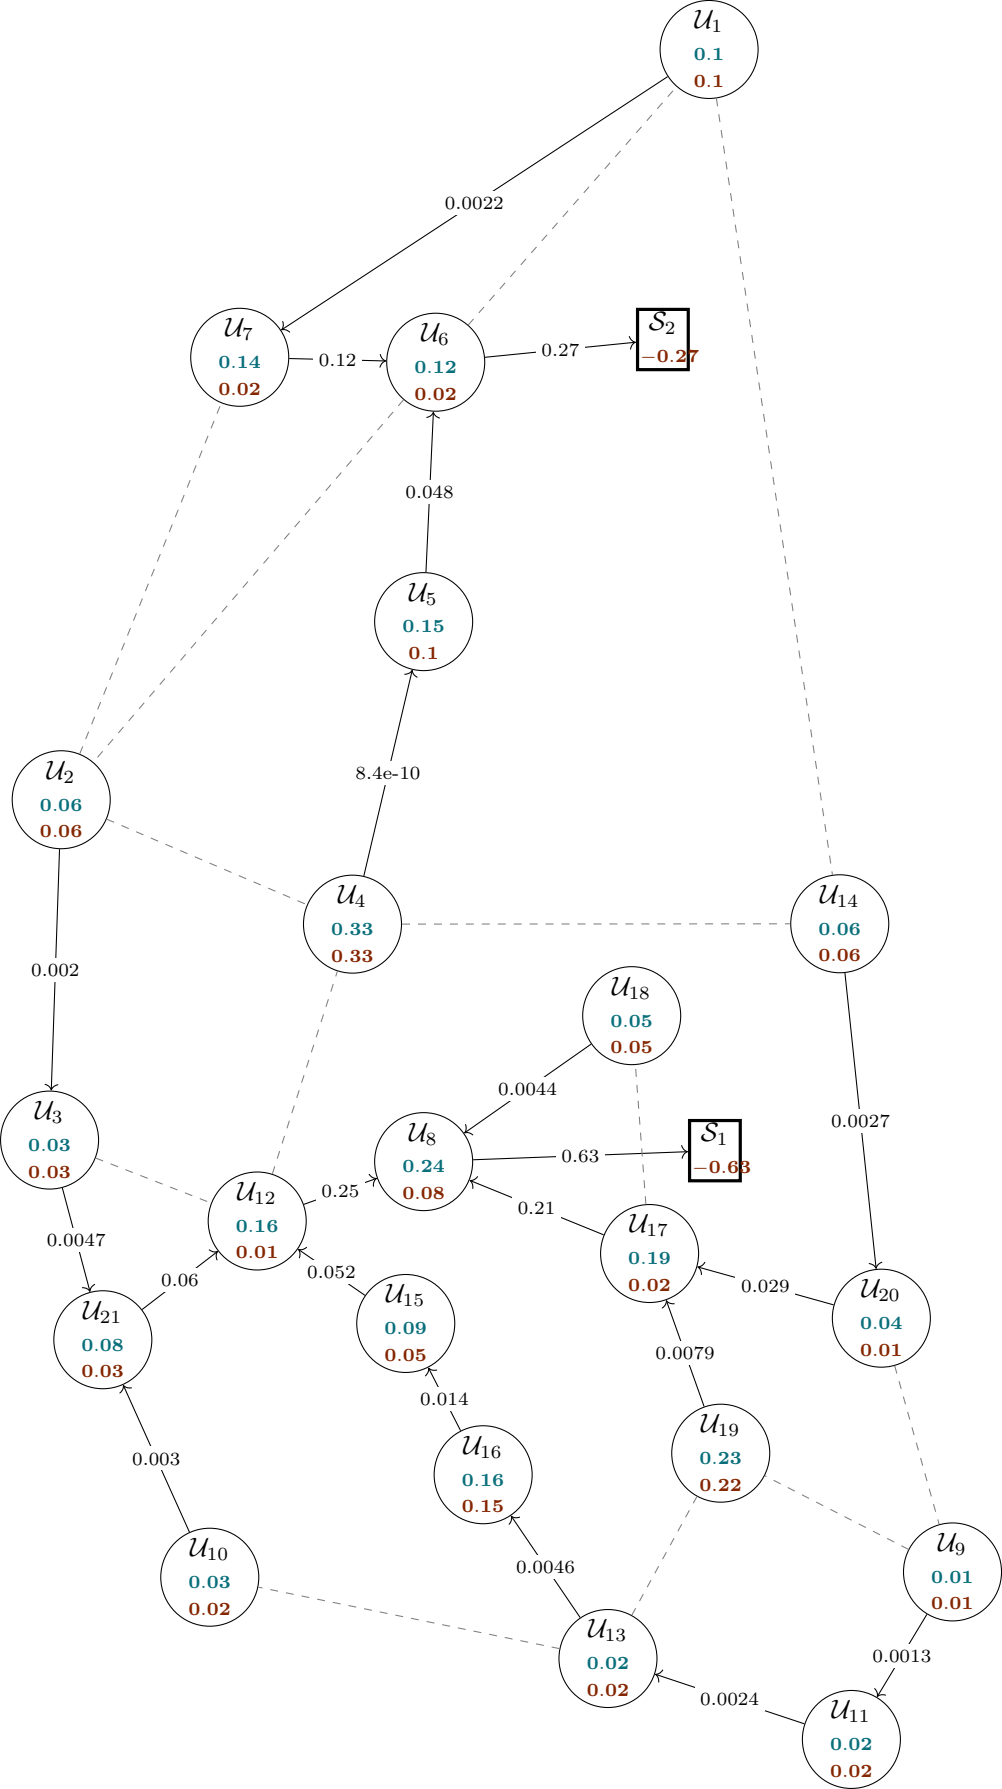 𝒰₁
0.1
0.1
0.0022
𝒰₇
0.14
0.02
0.12
𝒰₆
0.12
0.02
0.27
𝒮₂
−0.27
0.048
𝒰₅
0.15
0.1
8.4e-10
𝒰₂
0.06
0.06
𝒰₄
0.33
0.33
𝒰₁₄
0.06
0.06
0.002
𝒰₁₈
0.05
0.05
0.0044
0.0027
𝒰₃
0.03
0.03
𝒰₈
0.24
0.08
0.63
𝒮₁
−0.63
𝒰₁₂
0.16
0.01
0.25
0.21
𝒰₁₇
0.19
0.02
0.0047
0.06
0.052
0.029
𝒰₂₀
0.04
0.01
𝒰₂₁
0.08
0.03
𝒰₁₅
0.09
0.05
0.0079
0.014
𝒰₁₉
0.23
0.22
0.003
𝒰₁₆
0.16
0.15
𝒰₁₀
0.03
0.02
0.0046
𝒰₉
0.01
0.01
𝒰₁₃
0.02
0.02
0.0013
0.0024
𝒰₁₁
0.02
0.02